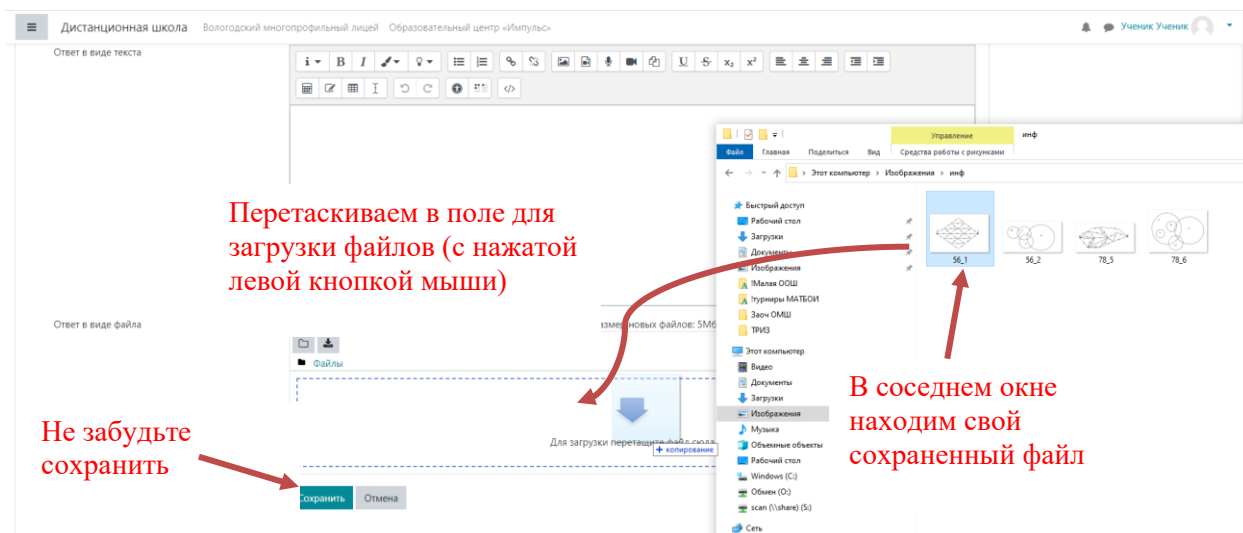 Дистанционная школа Вологодский многопрофильный лицей Образовательный центр «Импульс» Ученик Ученик
Ответ в виде текста
Управление инф
Файл Главная Поделиться Вид Средства работы с рисунками
Этот компьютер › Изображения › инф
Быстрый доступ
Рабочий стол
Загрузки
Документы
Изображения
!Малая ООШ
!турниры МАТБОИ
Заоч ОМШ
ТРИЗ
Этот компьютер
Видео
Документы
Загрузки
Изображения
Музыка
Объемные объекты
Рабочий стол
Windows (C:)
Обмен (O:)
scan (\\share) (S:)
Сеть
56_1 56_2 78_5 78_6
Перетаскиваем в поле для
загрузки файлов (с нажатой
левой кнопкой мыши)
Ответ в виде файла
новых файлов: 5Мб
Файлы
Для загрузки перетащите файл сюда
+ копирование
В соседнем окне
находим свой
сохраненный файл
Не забудьте
сохранить
Сохранить Отмена